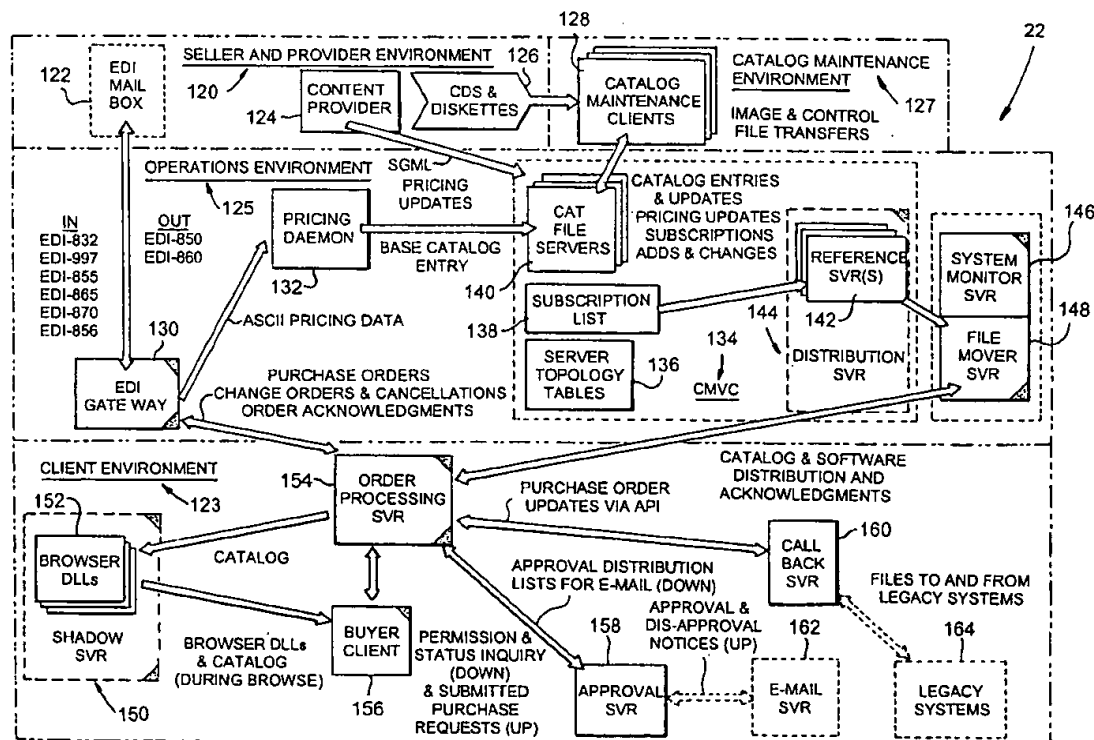 128
22
SELLER AND PROVIDER ENVIRONMENT
126
122
EDI
MAIL
BOX
120
CONTENT
PROVIDER
124
CDS &
DISKETTES
CATALOG
MAINTENANCE
CLIENTS
CATALOG MAINTENANCE
ENVIRONMENT
127
IMAGE & CONTROL
FILE TRANSFERS
OPERATIONS ENVIRONMENT
125
SGML
PRICING
UPDATES
IN
EDI-832
EDI-997
EDI-855
EDI-865
EDI-870
EDI-856
OUT
EDI-850
EDI-860
PRICING
DAEMON
132
BASE CATALOG
ENTRY
CAT
FILE
SERVERS
140
CATALOG ENTRIES
& UPDATES
PRICING UPDATES
SUBSCRIPTIONS
ADDS & CHANGES
146
REFERENCE
SVR(S)
142
SYSTEM
MONITOR
SVR
SUBSCRIPTION
LIST
138
144
148
FILE
MOVER
SVR
ASCII PRICING DATA
130
EDI
GATE WAY
SERVER
TOPOLOGY
TABLES
136
134
CMVC
DISTRIBUTION
SVR
PURCHASE ORDERS
CHANGE ORDERS & CANCELLATIONS
ORDER ACKNOWLEDGMENTS
CLIENT ENVIRONMENT
123
152
154
ORDER
PROCESSING
SVR
CATALOG & SOFTWARE
DISTRIBUTION AND
ACKNOWLEDGMENTS
PURCHASE ORDER
UPDATES VIA API
160
CALL
BACK
SVR
BROWSER
DLLs
CATALOG
SHADOW
SVR
150
BROWSER DLLs
& CATALOG
(DURING BROWSE)
BUYER
CLIENT
156
APPROVAL DISTRIBUTION
LISTS FOR E-MAIL (DOWN)
FILES TO AND FROM
LEGACY SYSTEMS
PERMISSION &
STATUS INQUIRY
(DOWN)
& SUBMITTED
PURCHASE
REQUESTS (UP)
158
APPROVAL
SVR
APPROVAL &
DIS-APPROVAL
NOTICES (UP)
162
E-MAIL
SVR
164
LEGACY
SYSTEMS